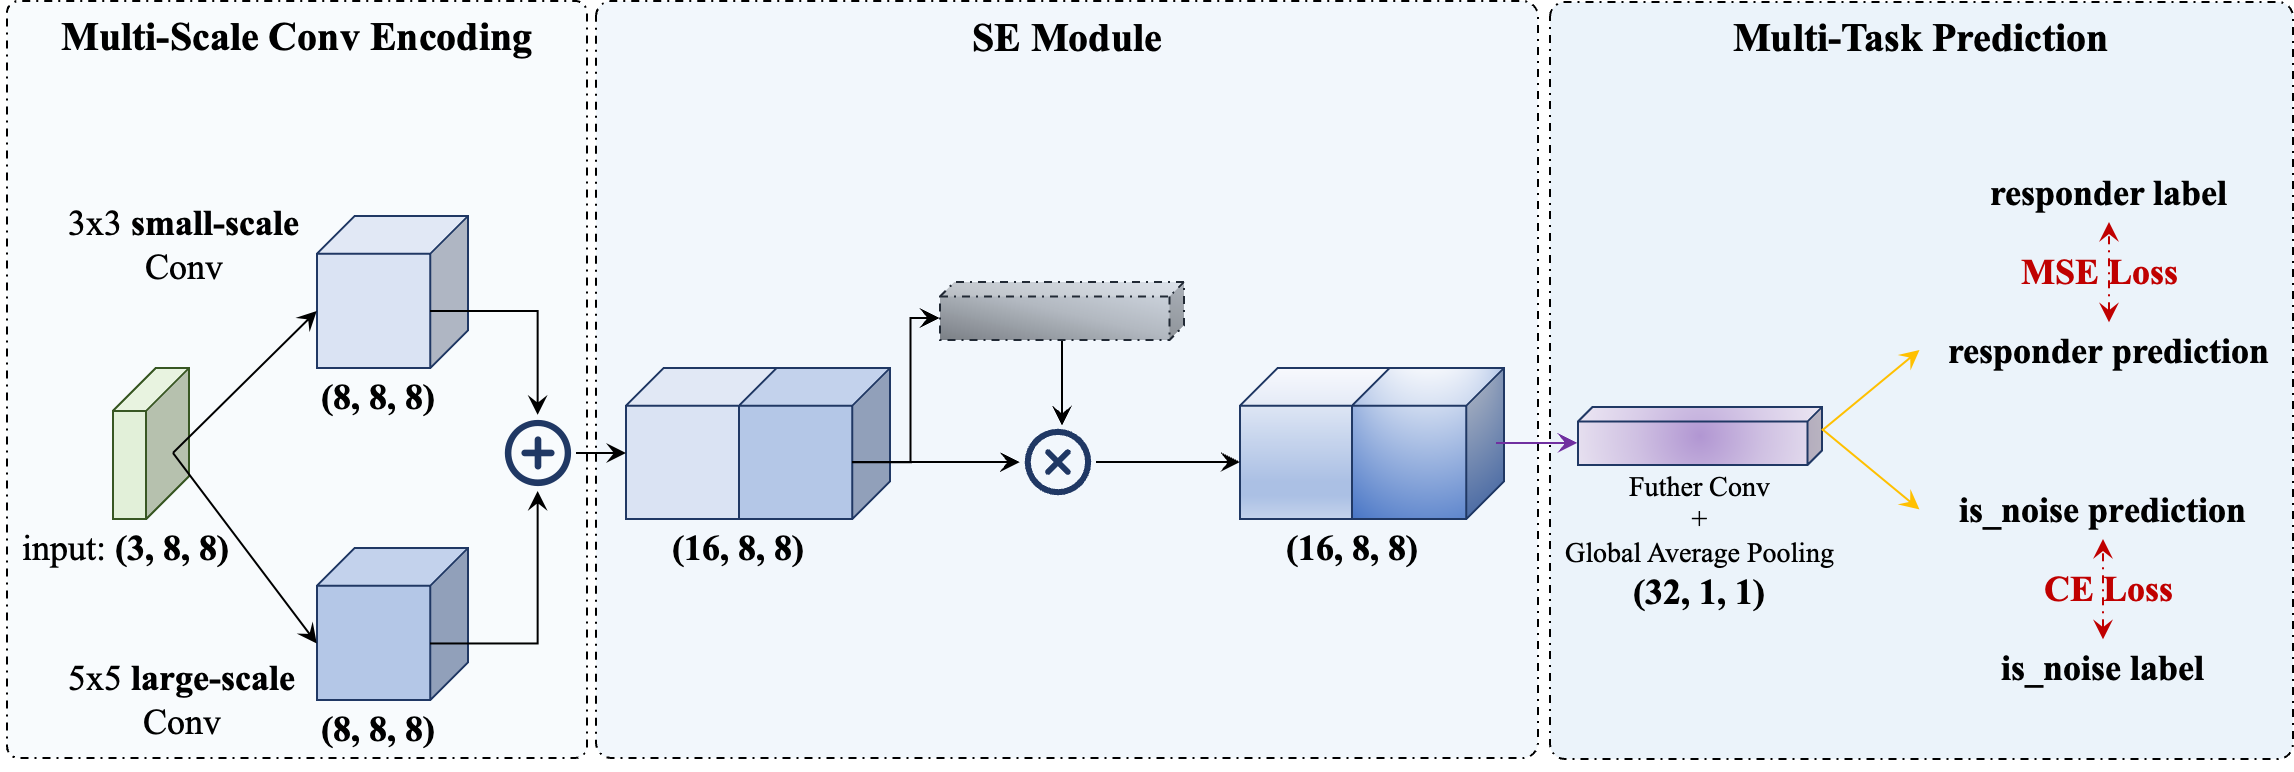 Multi-Scale Conv Encoding
3x3 small-scale
Conv
(8, 8, 8)
input: (3, 8, 8)
5x5 large-scale
Conv
(8, 8, 8)
SE Module
(16, 8, 8)
(16, 8, 8)
Multi-Task Prediction
Futher Conv
+
Global Average Pooling
(32, 1, 1)
responder label
MSE Loss
responder prediction
is_noise prediction
CE Loss
is_noise label